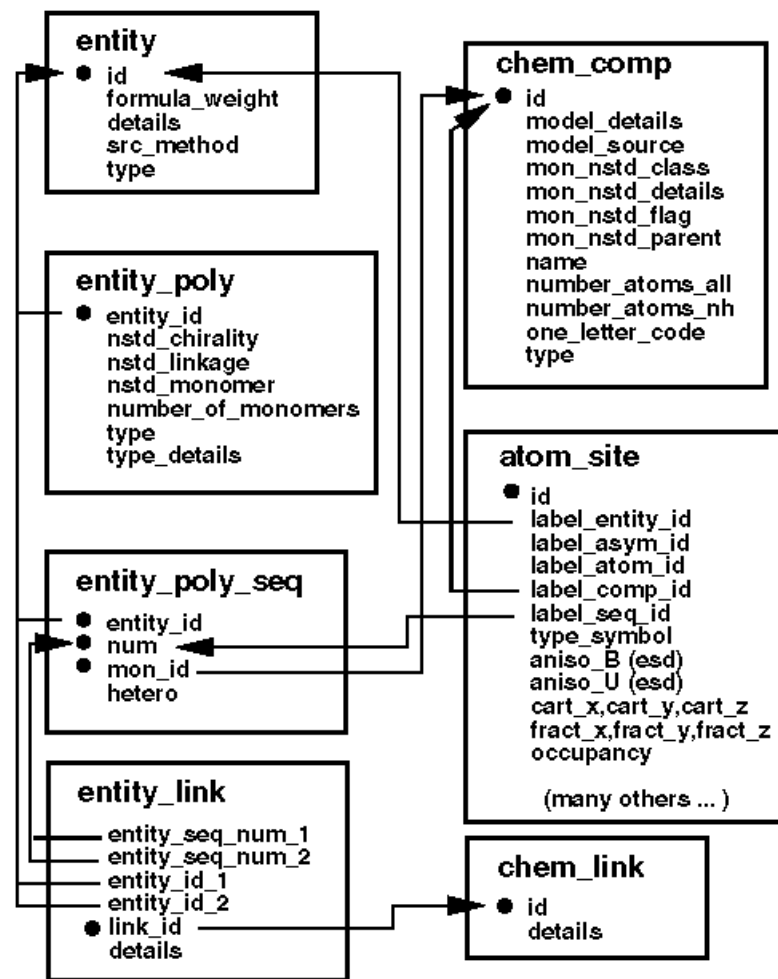 entity
id
formula_weight
details
src_method
type
entity_poly
entity_id
nstd_chirality
nstd_linkage
nstd_monomer
number_of_monomers
type
type_details
entity_poly_seq
entity_id
num
mon_id
hetero
entity_link
entity_seq_num_1
entity_seq_num_2
entity_id_1
entity_id_2
link_id
details
chem_comp
id
model_details
model_source
mon_nstd_class
mon_nstd_details
mon_nstd_flag
mon_nstd_parent
name
number_atoms_all
number_atoms_nh
one_letter_code
type
atom_site
id
label_entity_id
label_asym_id
label_atom_id
label_comp_id
label_seq_id
type_symbol
aniso_B (esd)
aniso_U (esd)
cart_x,cart_y,cart_z
fract_x,fract_y,fract_z
occupancy
(many others ... )
chem_link
id
details